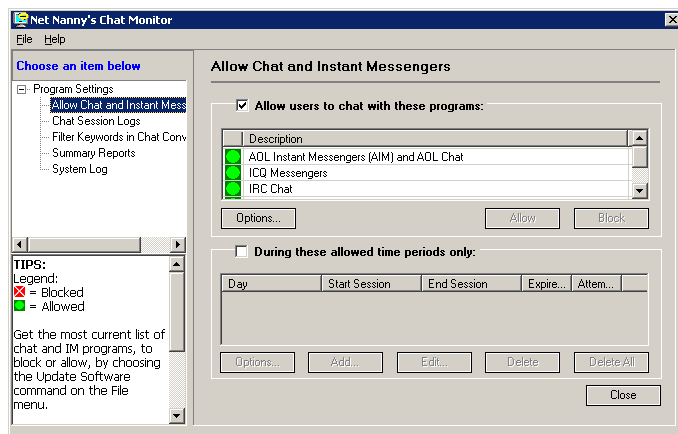 Net Nanny's Chat Monitor
File Help
Choose an item below
Program Settings
Allow Chat and Instant Mess
Chat Session Logs
Filter Keywords in Chat Conv
Summary Reports
System Log
TIPS:
Legend:
= Blocked
= Allowed
Get the most current list of
chat and IM programs, to
block or allow, by choosing
the Update Software
command on the File
menu.
Allow Chat and Instant Messengers
Allow users to chat with these programs:
Description
AOL Instant Messengers (AIM) and AOL Chat
ICQ Messengers
IRC Chat
Options... Allow Block
During these allowed time periods only:
Day Start Session End Session Expire... Attem...
Options... Add... Edit... Delete Delete All
Close